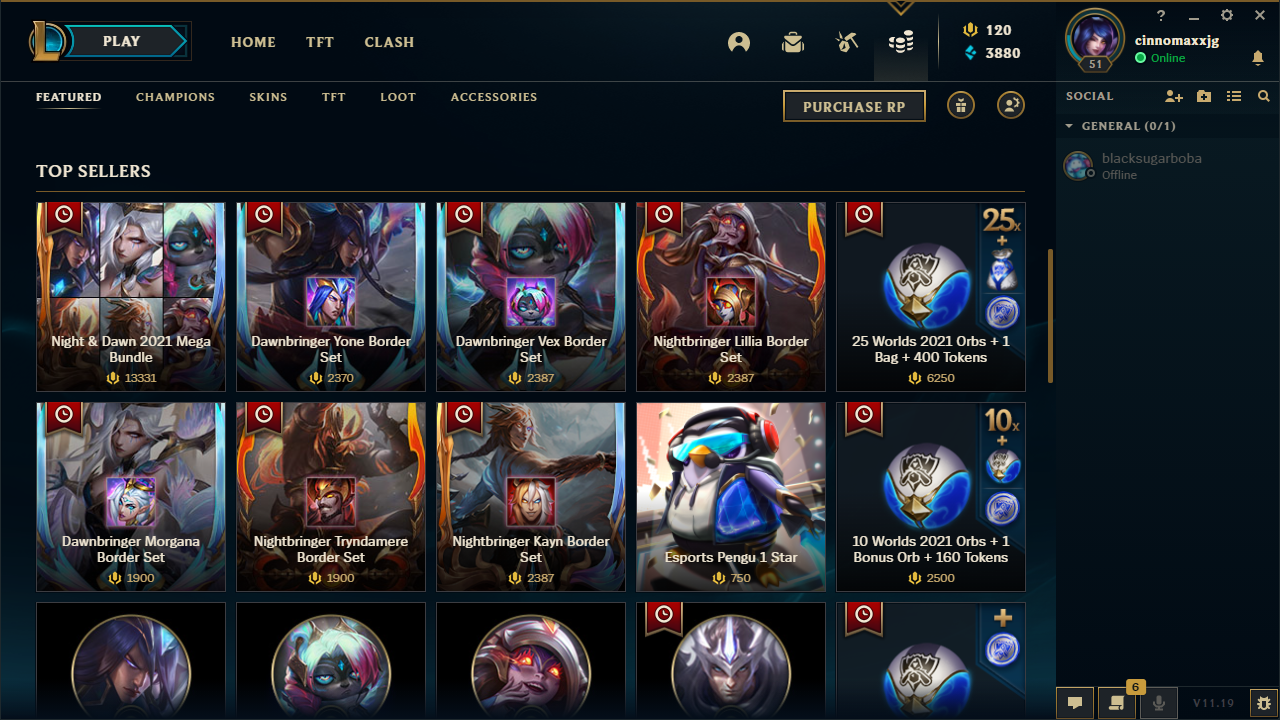 PLAY
HOME
TFT
CLASH
120
3880
?
cinnomaxxjg
51
Online
FEATURED
CHAMPIONS
SKINS
TFT
LOOT
ACCESSORIES
PURCHASE RP
SOCIAL
GENERAL (0/1)
blacksugarboba
Offline
TOP SELLERS
Night & Dawn 2021 Mega
Bundle
13331
Dawnbringer Yone Border
Set
2370
Dawnbringer Vex Border
Set
2387
Nightbringer Lillia Border
Set
2387
25x
+
25 Worlds 2021 Orbs + 1
Bag + 400 Tokens
6250
Dawnbringer Morgana
Border Set
1900
Nightbringer Tryndamere
Border Set
1900
Nightbringer Kayn Border
Set
2387
Esports Pengu 1 Star
750
10x
+
10 Worlds 2021 Orbs + 1
Bonus Orb + 160 Tokens
2500
+
6
V11.19